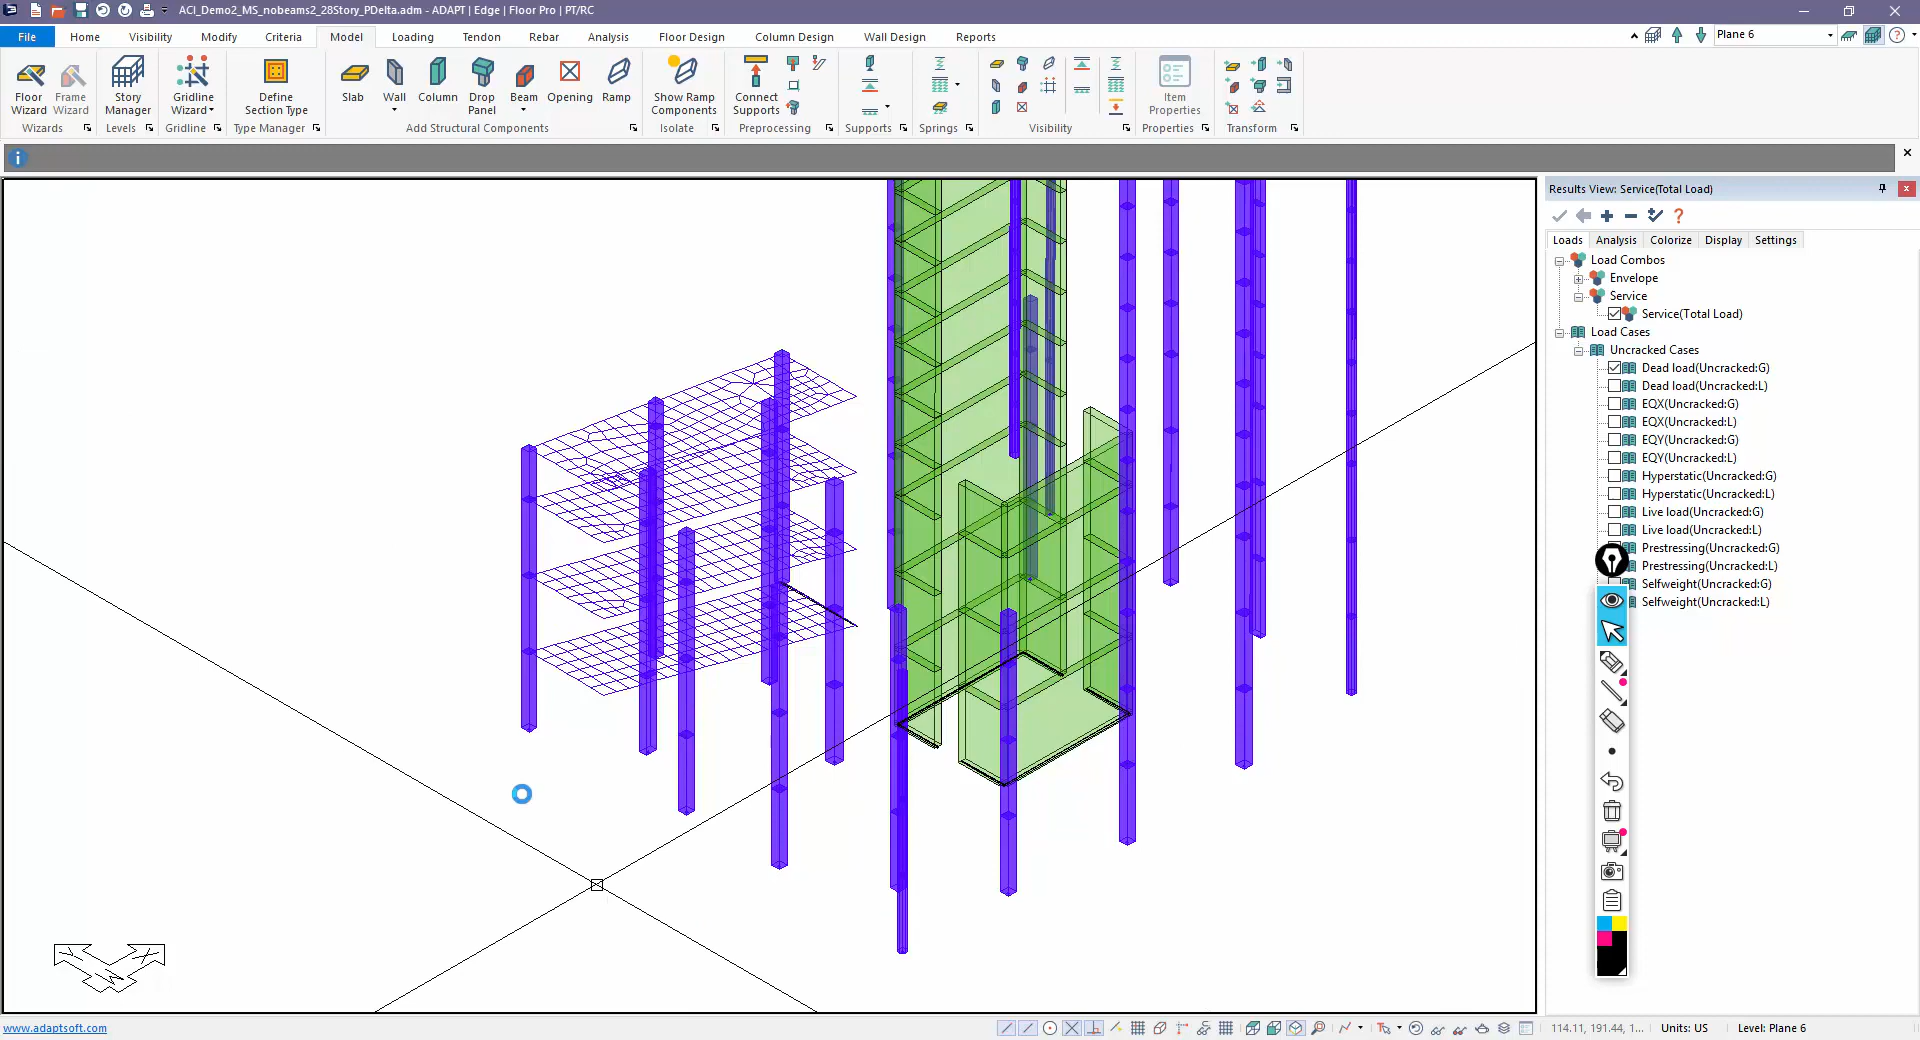 ACI_Demo2_MS_nobeams2_28Story_PDelta.adm - ADAPT | Edge | Floor Pro | PT/RC
File Home Visibility Modify Criteria Model Loading Tendon Rebar Analysis Floor Design Column Design Wall Design Reports Plane 6
Floor Wizard
Frame Wizard
Wizards
Story Manager
Levels
Gridline Wizard
Gridline
Define Section Type
Type Manager
Slab
Wall
Column
Drop Panel
Beam
Opening
Ramp
Add Structural Components
Show Ramp Components
Isolate
Connect Supports
Preprocessing
Supports
Springs
Visibility
Item Properties
Properties
Transform
Results View: Service(Total Load)
Loads Analysis Colorize Display Settings
Load Combos
Envelope
Service
Service(Total Load)
Load Cases
Uncracked Cases
Dead load(Uncracked:G)
Dead load(Uncracked:L)
EQX(Uncracked:G)
EQX(Uncracked:L)
EQY(Uncracked:G)
EQY(Uncracked:L)
Hyperstatic(Uncracked:G)
Hyperstatic(Uncracked:L)
Live load(Uncracked:G)
Live load(Uncracked:L)
Prestressing(Uncracked:G)
Prestressing(Uncracked:L)
Selfweight(Uncracked:G)
Selfweight(Uncracked:L)
www.adaptsoft.com
114.11, 191.44, 1... Units: US Level: Plane 6